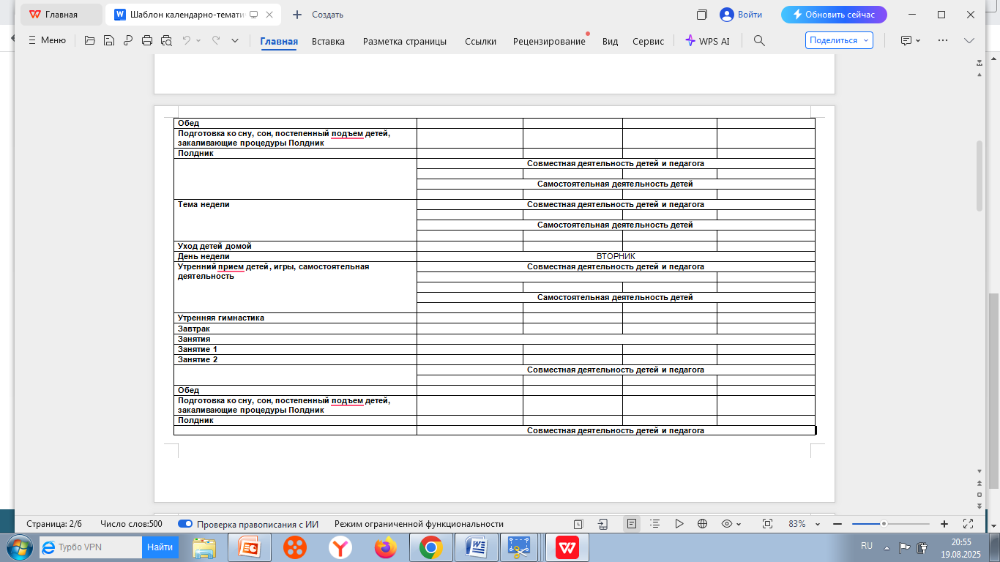 Главная
Шаблон календарно-темати
Создать
Войти
Обновить сейчас
Меню
Главная
Вставка
Разметка страницы
Ссылки
Рецензирование
Вид
Сервис
WPS AI
Поделиться
Обед
Подготовка ко сну, сон, постепенный подъем детей,
закаливающие процедуры Полдник
Полдник
Совместная деятельность детей и педагога
Самостоятельная деятельность детей
Тема недели
Совместная деятельность детей и педагога
Самостоятельная деятельность детей
Уход детей домой
День недели
ВТОРНИК
Утренний прием детей, игры, самостоятельная
деятельность
Совместная деятельность детей и педагога
Самостоятельная деятельность детей
Утренняя гимнастика
Завтрак
Занятия
Занятие 1
Занятие 2
Совместная деятельность детей и педагога
Обед
Подготовка ко сну, сон, постепенный подъем детей,
закаливающие процедуры Полдник
Полдник
Совместная деятельность детей и педагога
Страница: 2/6
Число слов:500
Проверка правописания с ИИ
Режим ограниченной функциональности
83%
Турбо VPN
Найти
RU
20:55
19.08.2025